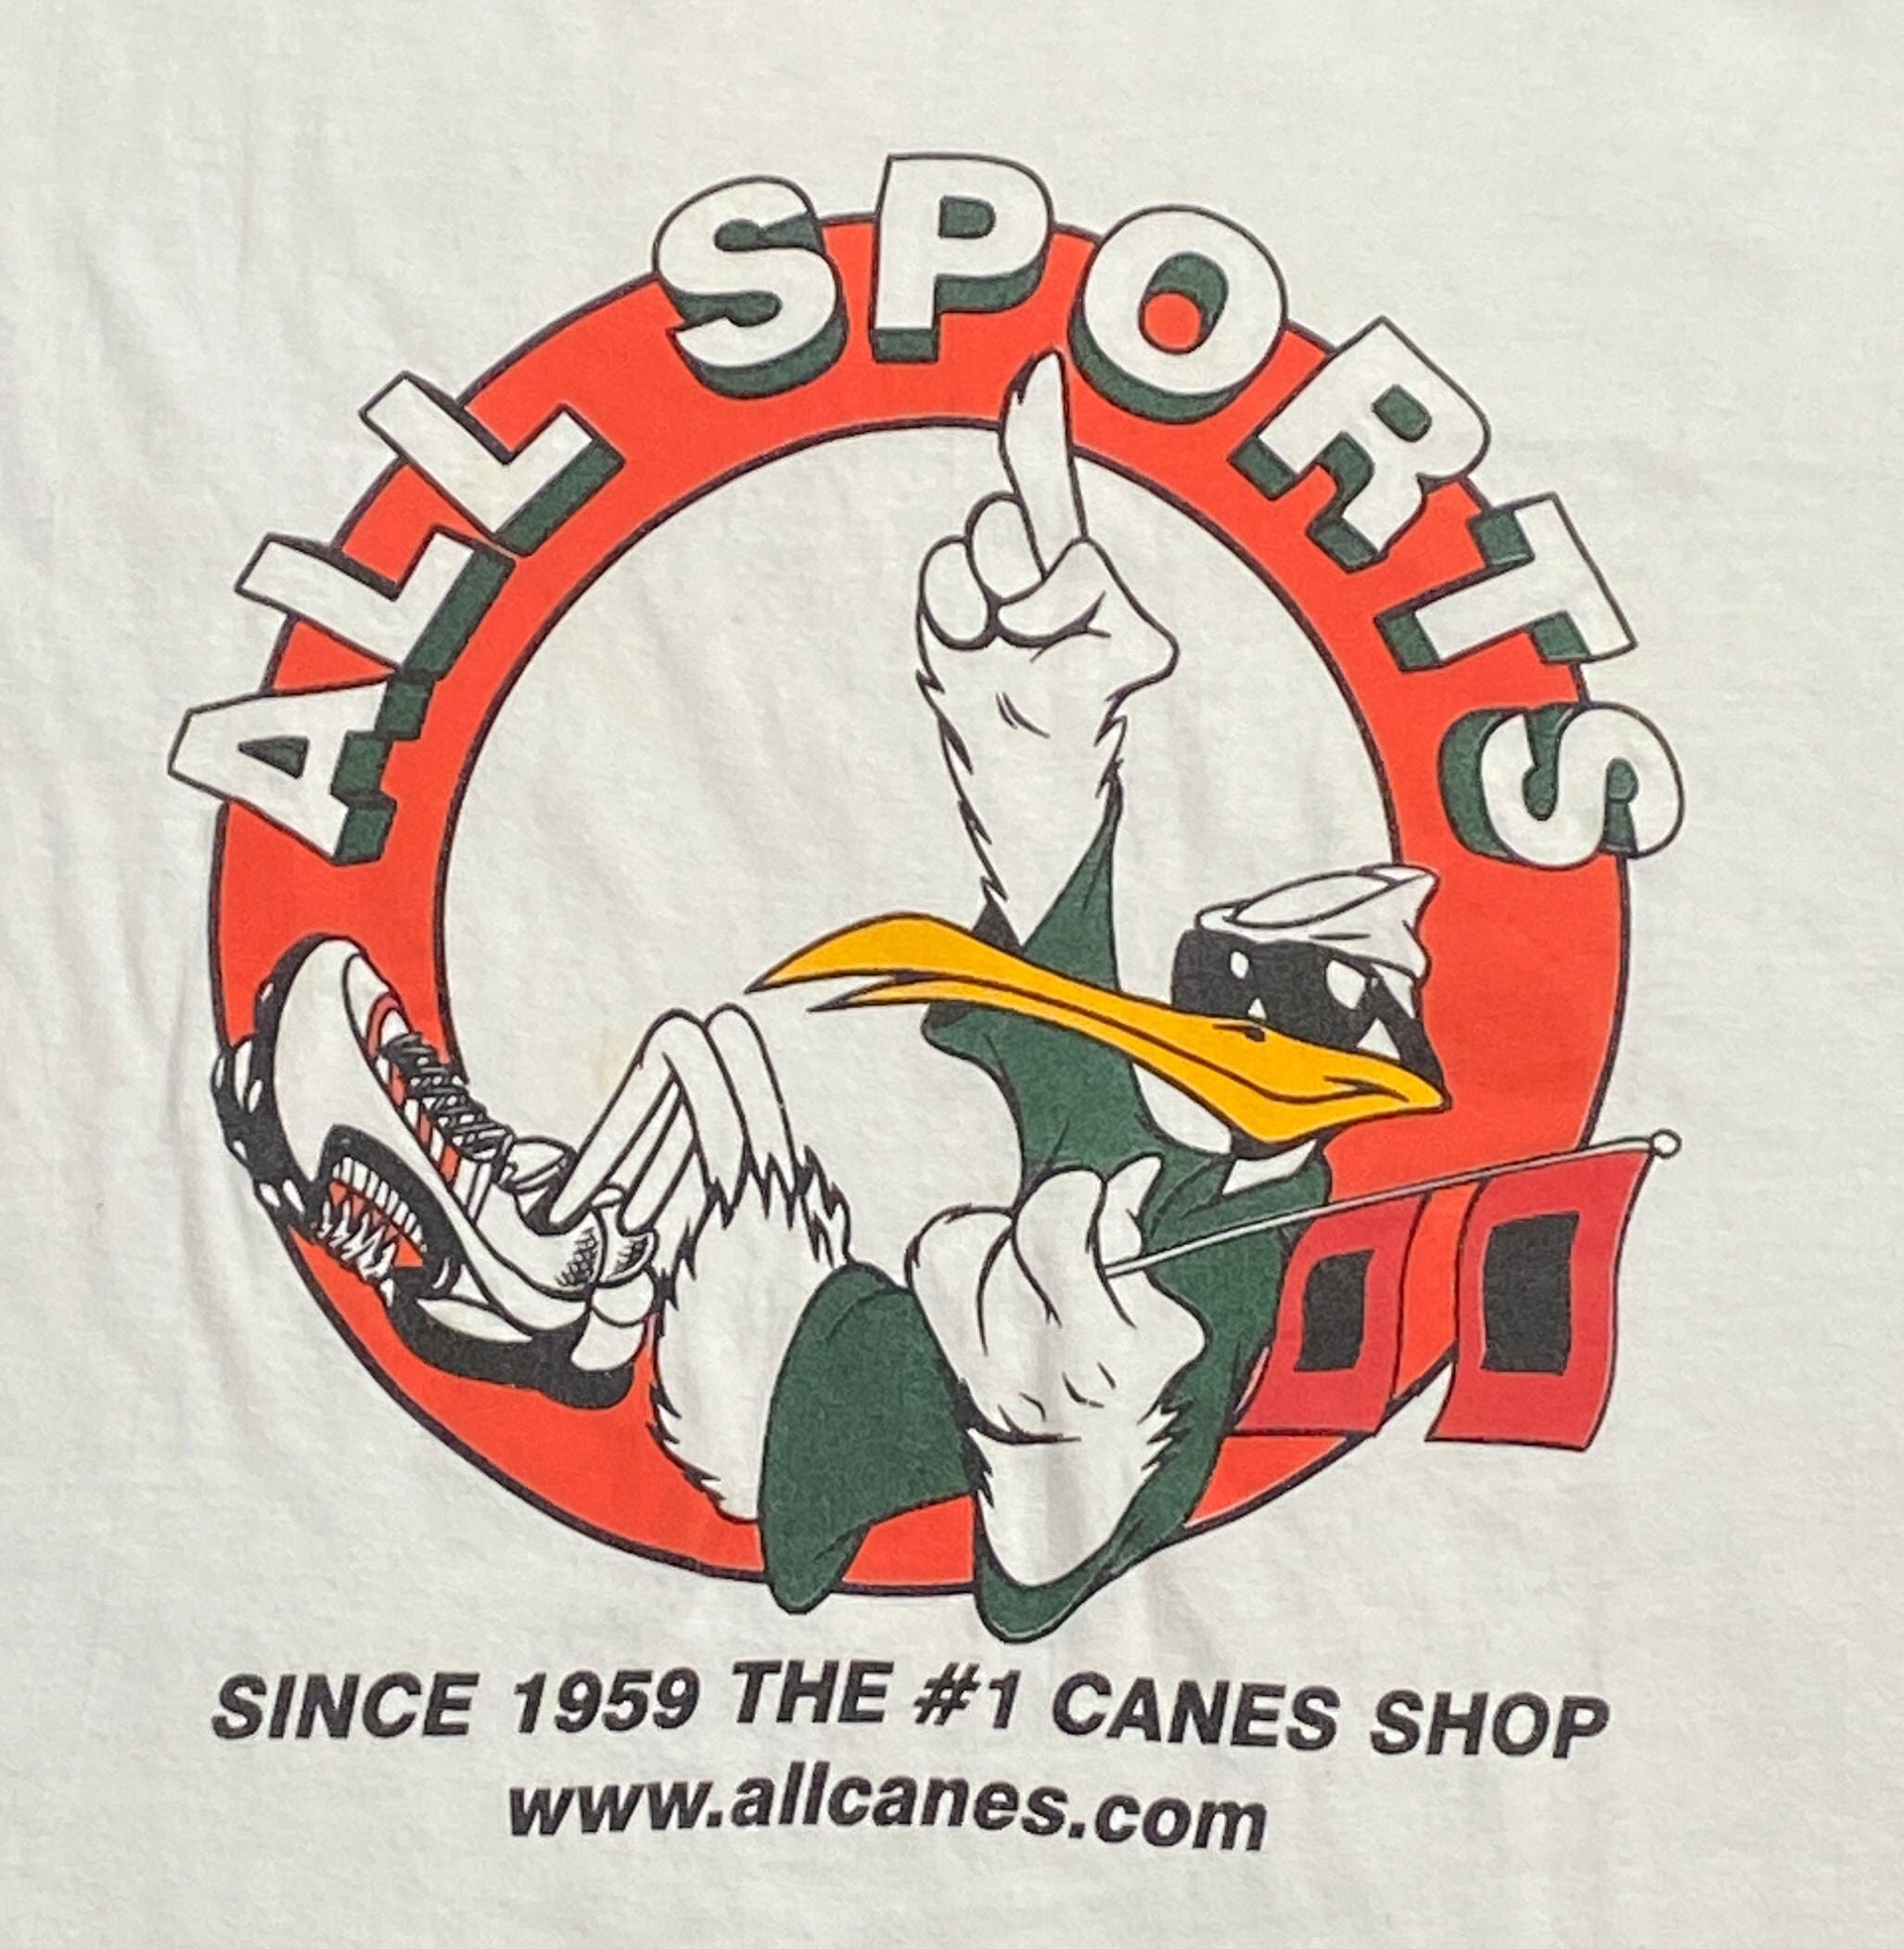 ALL SPORTS
SINCE 1959 THE #1 CANES SHOP
www.allcanes.com